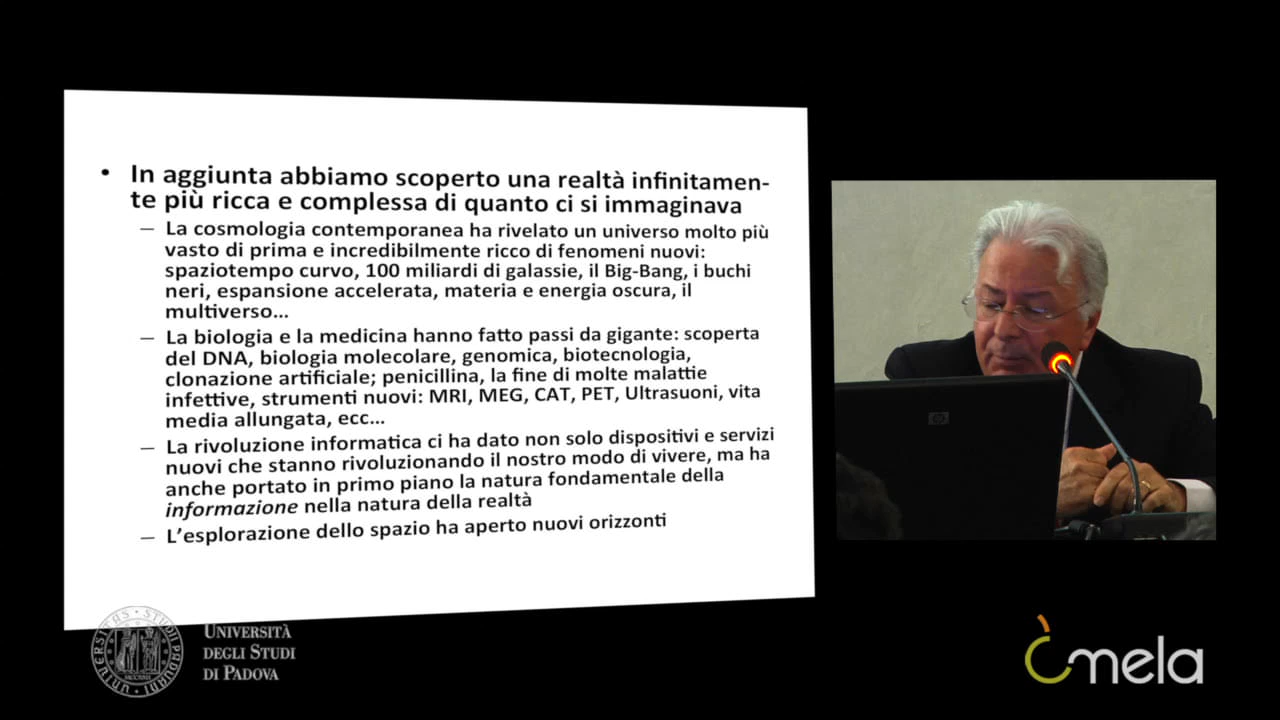 • In aggiunta abbiamo scoperto una realtà infinitamen-
te più ricca e complessa di quanto ci si immaginava
– La cosmologia contemporanea ha rivelato un universo molto più
vasto di prima e incredibilmente ricco di fenomeni nuovi:
spaziotempo curvo, 100 miliardi di galassie, il Big-Bang, i buchi
neri, espansione accelerata, materia e energia oscura, il
multiverso...
– La biologia e la medicina hanno fatto passi da gigante: scoperta
del DNA, biologia molecolare, genomica, biotecnologia,
clonazione artificiale; penicillina, la fine di molte malattie
infettive, strumenti nuovi: MRI, MEG, CAT, PET, Ultrasuoni, vita
media allungata, ecc...
– La rivoluzione informatica ci ha dato non solo dispositivi e servizi
nuovi che stanno rivoluzionando il nostro modo di vivere, ma ha
anche portato in primo piano la natura fondamentale della
informazione nella natura della realtà
– L'esplorazione dello spazio ha aperto nuovi orizzonti
hp
UNIVERSITÀ
DEGLI STUDI
DI PADOVA
mela